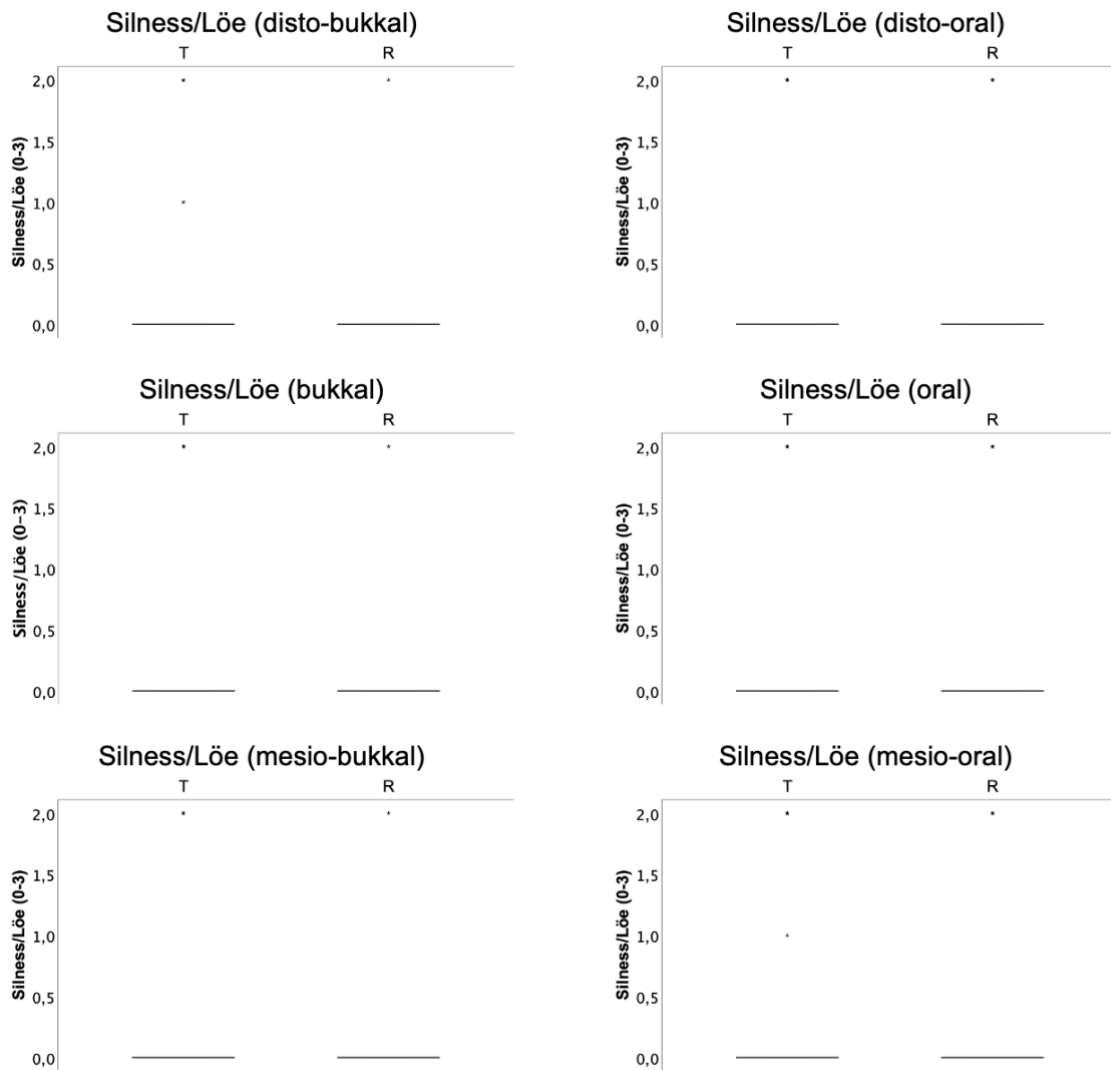 Silness/Löe (disto-bukkal)
T R
Silness/Löe (0-3)
2,0
1,5
1,0
0,5
0,0
Silness/Löe (disto-oral)
T R
Silness/Löe (0-3)
2,0
1,5
1,0
0,5
0,0
Silness/Löe (bukkal)
T R
Silness/Löe (0-3)
2,0
1,5
1,0
0,5
0,0
Silness/Löe (oral)
T R
Silness/Löe (0-3)
2,0
1,5
1,0
0,5
0,0
Silness/Löe (mesio-bukkal)
T R
Silness/Löe (0-3)
2,0
1,5
1,0
0,5
0,0
Silness/Löe (mesio-oral)
T R
Silness/Löe (0-3)
2,0
1,5
1,0
0,5
0,0